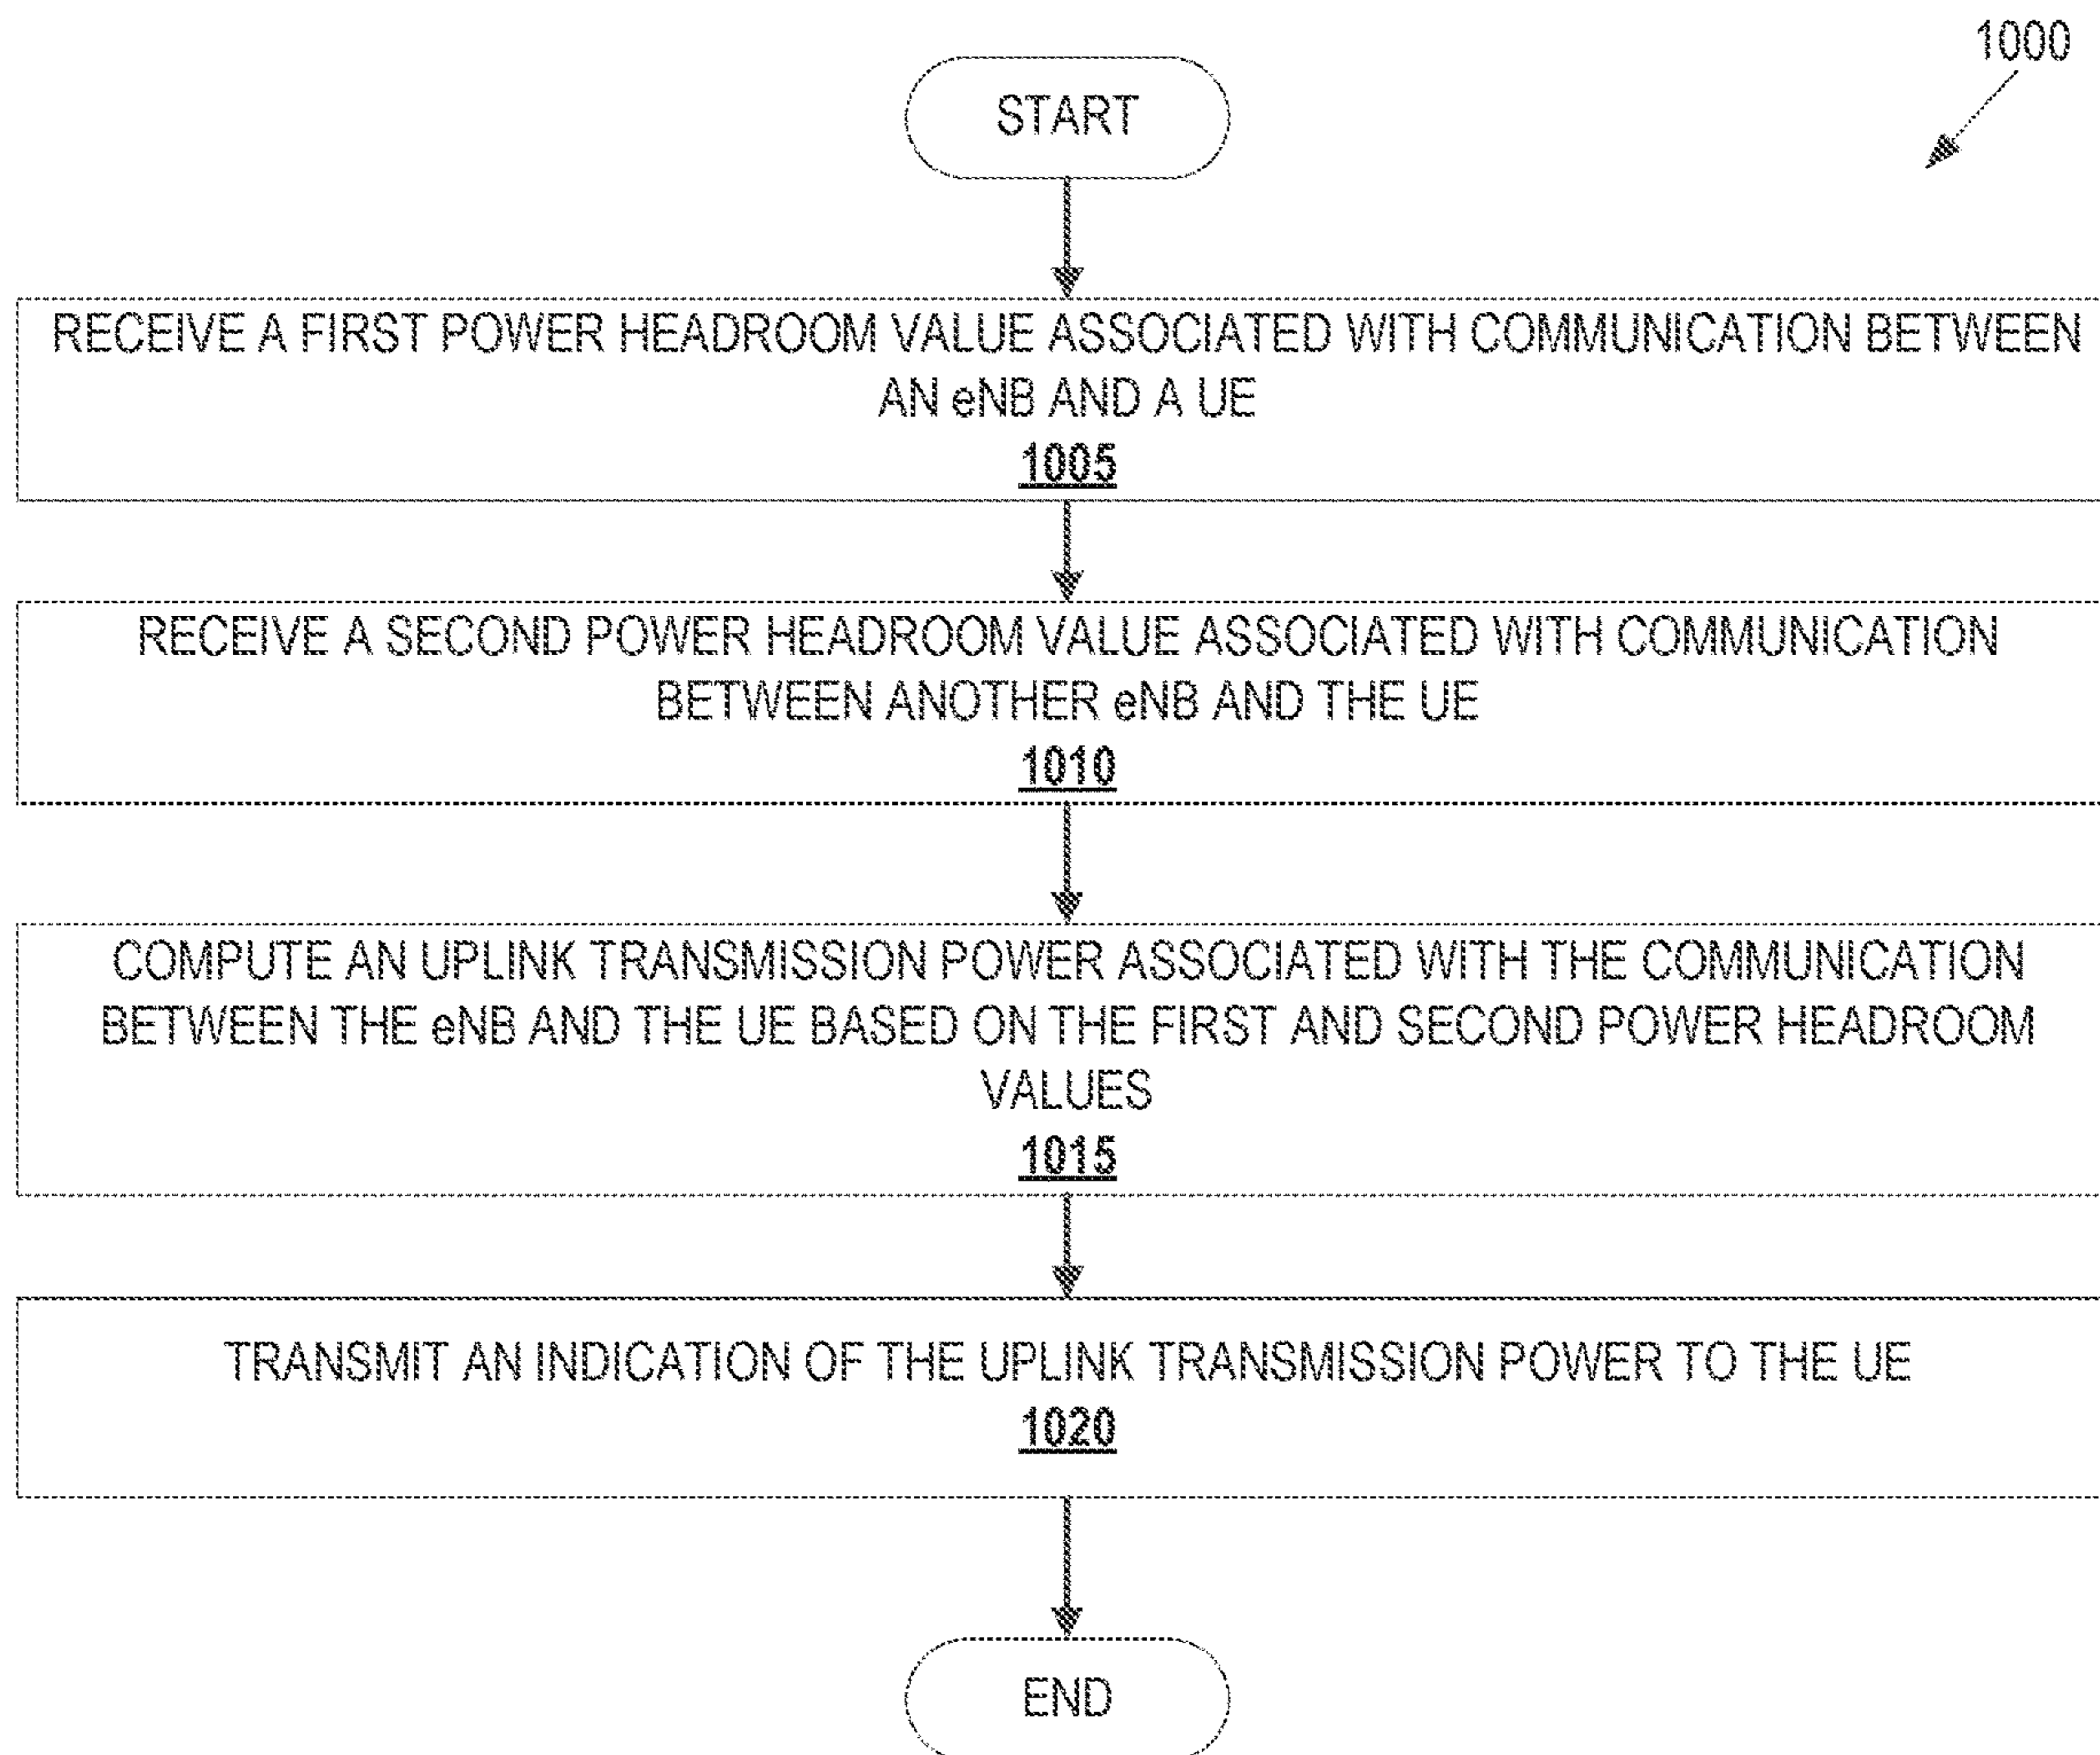 1000
START
RECEIVE A FIRST POWER HEADROOM VALUE ASSOCIATED WITH COMMUNICATION BETWEEN
AN eNB AND A UE
1005
RECEIVE A SECOND POWER HEADROOM VALUE ASSOCIATED WITH COMMUNICATION
BETWEEN ANOTHER eNB AND THE UE
1010
COMPUTE AN UPLINK TRANSMISSION POWER ASSOCIATED WITH THE COMMUNICATION
BETWEEN THE eNB AND THE UE BASED ON THE FIRST AND SECOND POWER HEADROOM
VALUES
1015
TRANSMIT AN INDICATION OF THE UPLINK TRANSMISSION POWER TO THE UE
1020
END